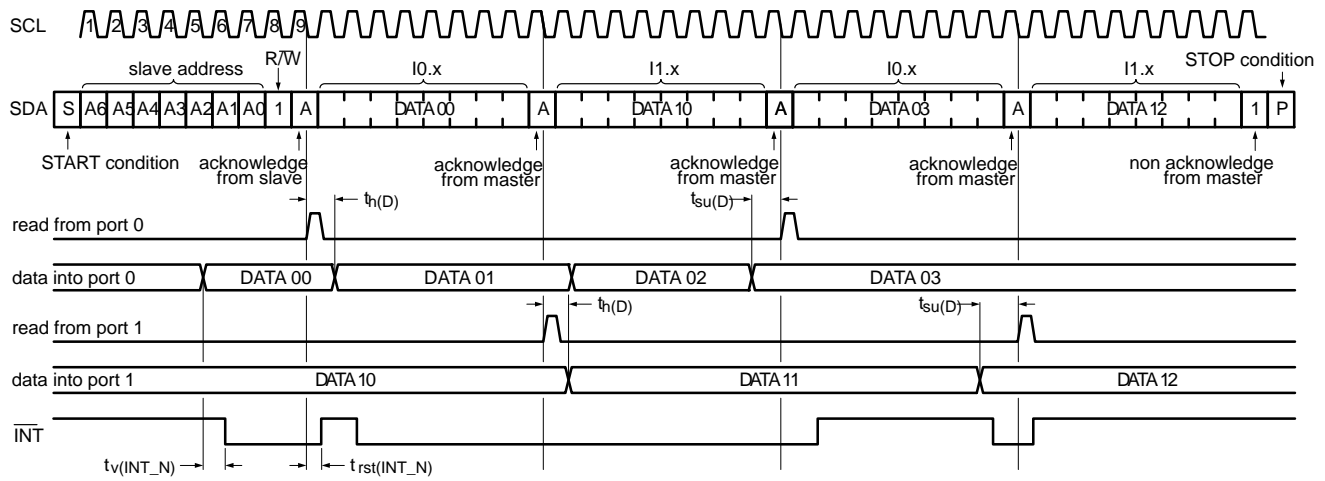 SCL 1 2 3 4 5 6 7 8 9
R/W
slave address I0.x I1.x I0.x I1.x STOP condition
SDA S A6 A5 A4 A3 A2 A1 A0 1 A DATA 00 A DATA 10 A DATA 03 A DATA 12 1 P
START condition acknowledge from slave acknowledge from master acknowledge from master acknowledge from master non acknowledge from master
th(D) tsu(D)
read from port 0
data into port 0 DATA 00 DATA 01 DATA 02 DATA 03
th(D) tsu(D)
read from port 1
data into port 1 DATA 10 DATA 11 DATA 12
INT
tv(INT_N) trst(INT_N)